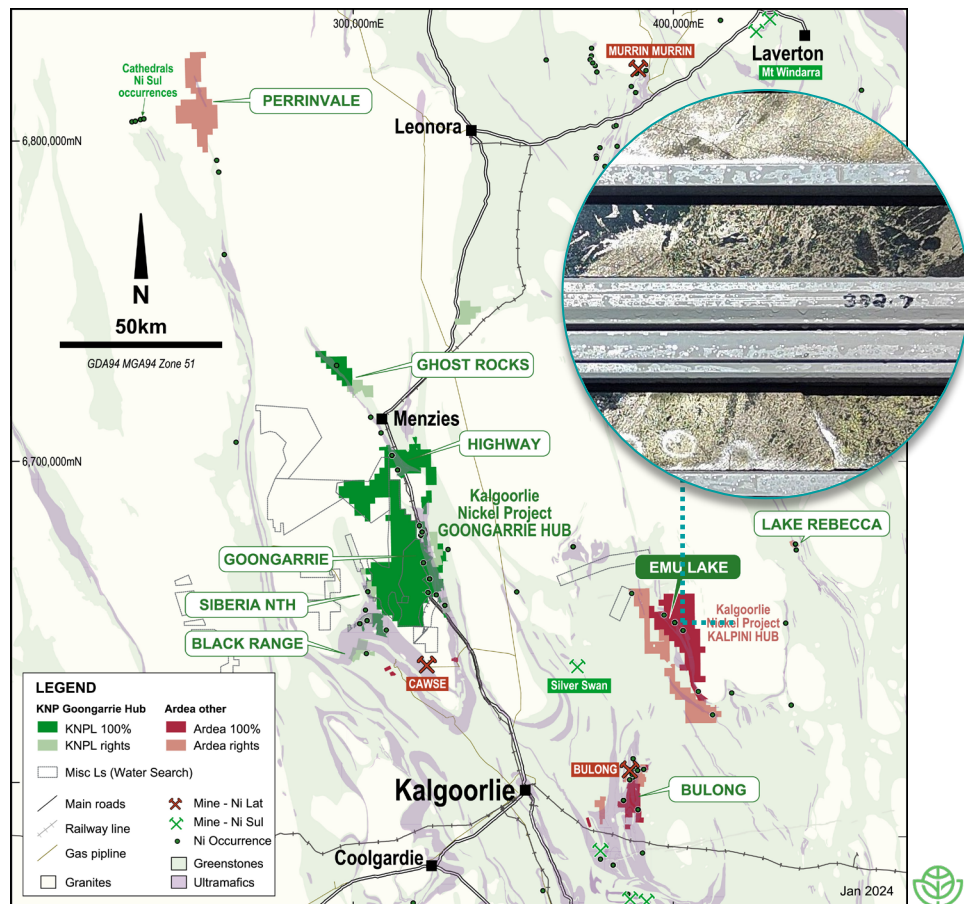 300,000mE
400,000mE
MURRIN MURRIN
Laverton
Mt Windarra
Cathedrals
Ni Sul
occurrences
PERRINVALE
Leonora
6,800,000mN
N
50km
GDA94 MGA94 Zone 51
388.7
GHOST ROCKS
Menzies
HIGHWAY
6,700,000mN
Kalgoorlie
Nickel Project
GOONGARRIE HUB
LAKE REBECCA
GOONGARRIE
EMU LAKE
SIBERIA NTH
Kalgoorlie
Nickel Project
KALPINI HUB
BLACK RANGE
CAWSE
Silver Swan
BULONG
BULONG
Kalgoorlie
Coolgardie
LEGEND
KNP Goongarrie Hub
Ardea other
KNPL 100%
Ardea 100%
KNPL rights
Ardea rights
Misc Ls (Water Search)
Main roads
Mine - Ni Lat
Railway line
Mine - Ni Sul
Ni Occurrence
Gas pipline
Greenstones
Granites
Ultramafics
Jan 2024